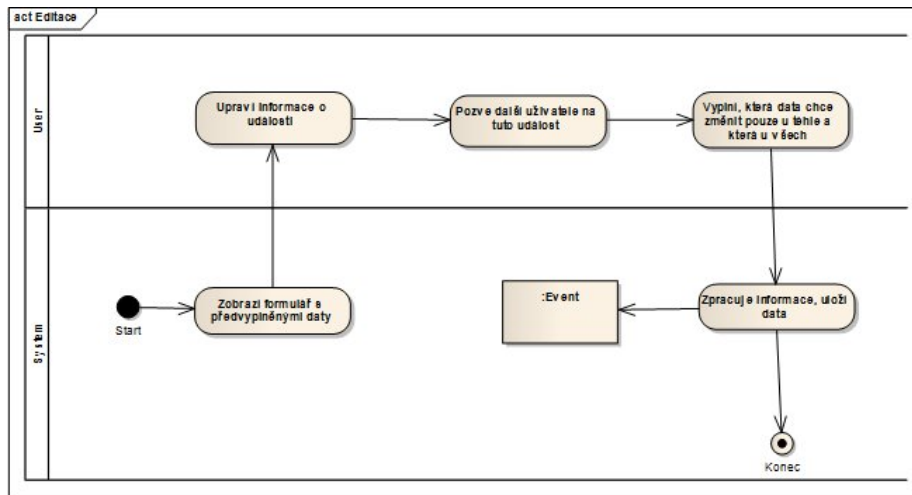 act Editace
User
Upraví informace o
události
Pozve další uživatele na
tuto událost
Vyplní, která data chce
změnit pouze u téhle a
která u všech
System
Start
Zobrazí formulář s
předvyplněnými daty
:Event
Zpracuje informace, uloží
data
Konec